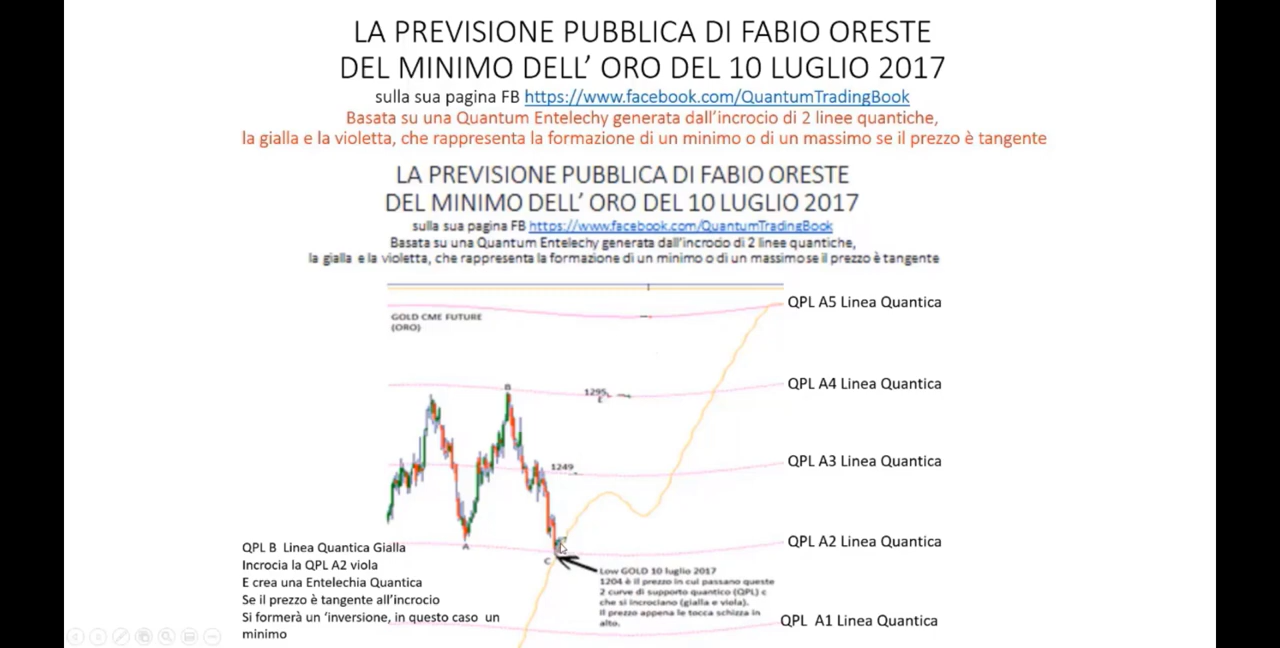 LA PREVISIONE PUBBLICA DI FABIO ORESTE
DEL MINIMO DELL' ORO DEL 10 LUGLIO 2017
sulla sua pagina FB https://www.facebook.com/QuantumTradingBook
Basata su una Quantum Entelechy generata dall'incrocio di 2 linee quantiche,
la gialla e la violetta, che rappresenta la formazione di un minimo o di un massimo se il prezzo è tangente
LA PREVISIONE PUBBLICA DI FABIO ORESTE
DEL MINIMO DELL' ORO DEL 10 LUGLIO 2017
sulla sua pagina FB https://www.facebook.com/QuantumTradingBook
Basata su una Quantum Entelechy generata dall'incrocio di 2 linee quantiche,
la gialla e la violetta, che rappresenta la formazione di un minimo o di un massimo se il prezzo è tangente
QPL A5 Linea Quantica
GOLD CME FUTURE
(ORO)
QPL A4 Linea Quantica
B
1295
E
QPL A3 Linea Quantica
1249
QPL A2 Linea Quantica
A
C
QPL B Linea Quantica Gialla
Incrocia la QPL A2 viola
E crea una Entelechia Quantica
Se il prezzo è tangente all'incrocio
Si formerà un 'inversione, in questo caso un
minimo
Low GOLD 10 luglio 2017
1204 è il prezzo in cui passano queste
2 curve di supporto quantico (QPL) c
che si incrociano (gialla e viola).
Il prezzo appena le tocca schizza in
alto.
QPL A1 Linea Quantica